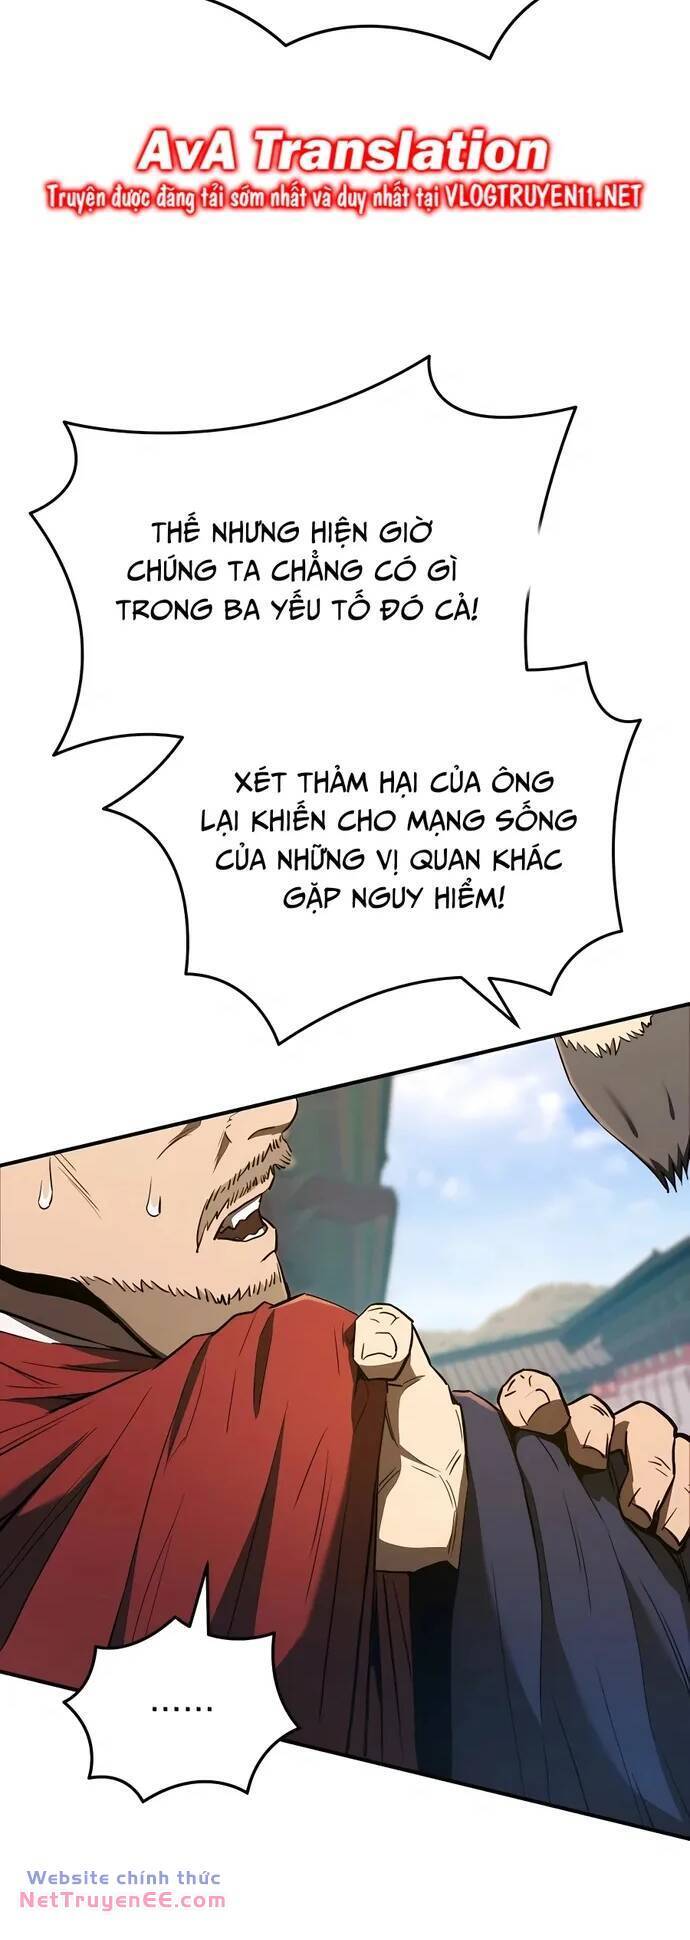 AvA Translation
Truyện được đăng tải sớm nhất và duy nhất tại VLOGTRUYEN11.NET
THẾ NHƯNG HIỆN GIỜ
CHÚNG TA CHẲNG CÓ GÌ
TRONG BA YẾU TỐ ĐÓ CẢ!
XÉT THẢM HẠI CỦA ÔNG
LẠI KHIẾN CHO MẠNG SỐNG
CỦA NHỮNG VỊ QUAN KHÁC
GẶP NGUY HIỂM!
......
Website chính thức
NetTruyenEE.com